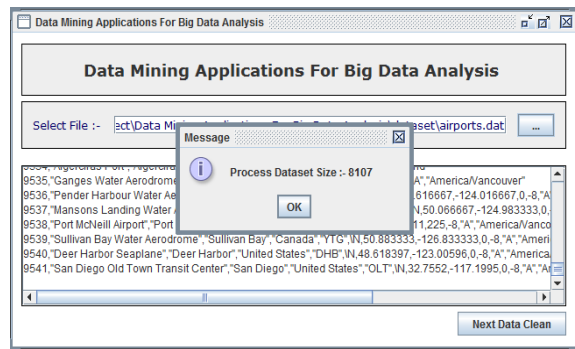 Data Mining Applications For Big Data Analysis
Data Mining Applications For Big Data Analysis
Select File :- ect\Data Mi set\airports.dat ...
Message
Process Dataset Size :- 8107
OK
9535,"Ganges Water Aerodrome "A","America/Vancouver"
9536,"Pender Harbour Water Ae .616667,-124.016667,0,-8,"A"
9537,"Mansons Landing Water A N,50.066667,-124.983333,0,-
9538,"Port McNeill Airport","Port 11,225,-8,"A","America/Vanco
9539,"Sullivan Bay Water Aerodrome","Sullivan Bay","Canada","YTG",\N,50.883333,-126.833333,0,-8,"A","Ameri
9540,"Deer Harbor Seaplane","Deer Harbor","United States","DHB",\N,48.618397,-123.00596,0,-8,"A","America
9541,"San Diego Old Town Transit Center","San Diego","United States","OLT",\N,32.7552,-117.1995,0,-8,"A","A
Next Data Clean